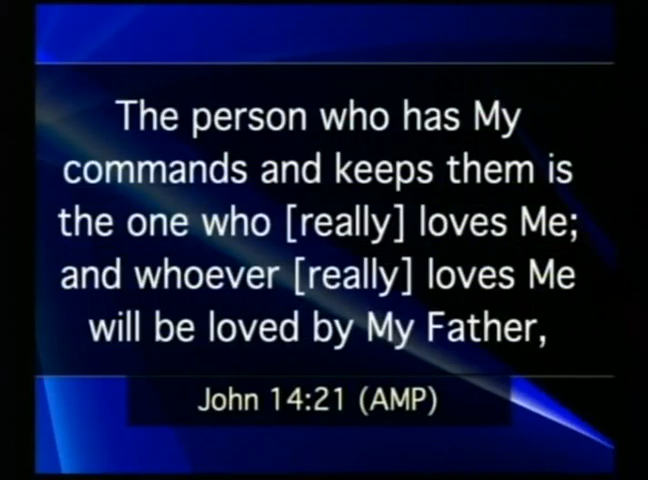 The person who has My
commands and keeps them is
the one who [really] loves Me;
and whoever [really] loves Me
will be loved by My Father,
John 14:21 (AMP)